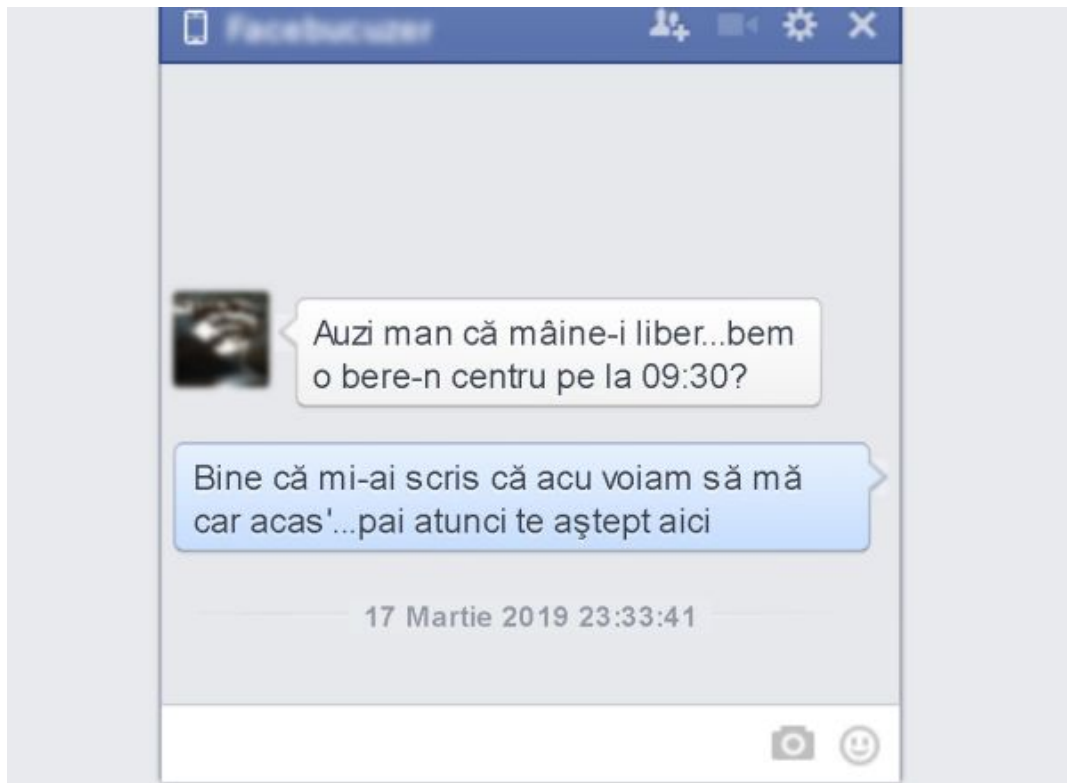 Facebucuzer
Auzi man că mâine-i liber...bem
o bere-n centru pe la 09:30?
Bine că mi-ai scris că acu voiam să mă
car acas'...pai atunci te aştept aici
17 Martie 2019 23:33:41